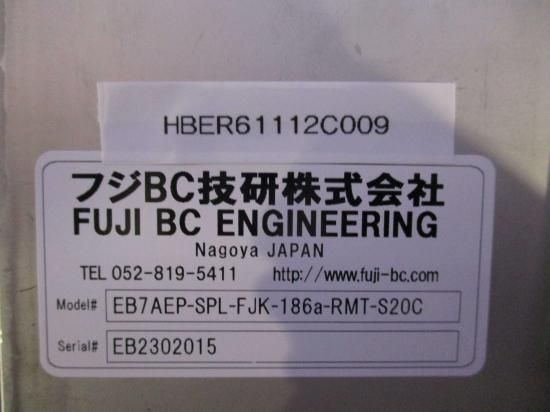 HBER61112C009
フジBC技研株式会社
FUJI BC ENGINEERING
Nagoya JAPAN
TEL 052-819-5411 http://www.fuji-bc.com
Model# EB7AEP-SPL-FJK-186a-RMT-S20C
Serial# EB2302015